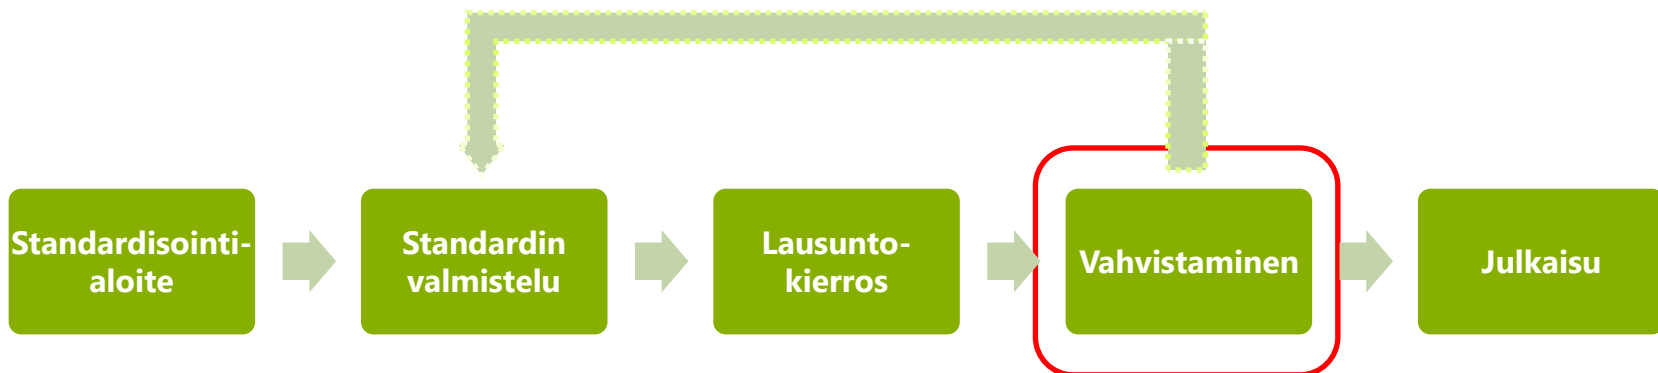 Standardisointi-
aloite
Standardin
valmistelu
Lausunto-
kierros
Vahvistaminen
Julkaisu